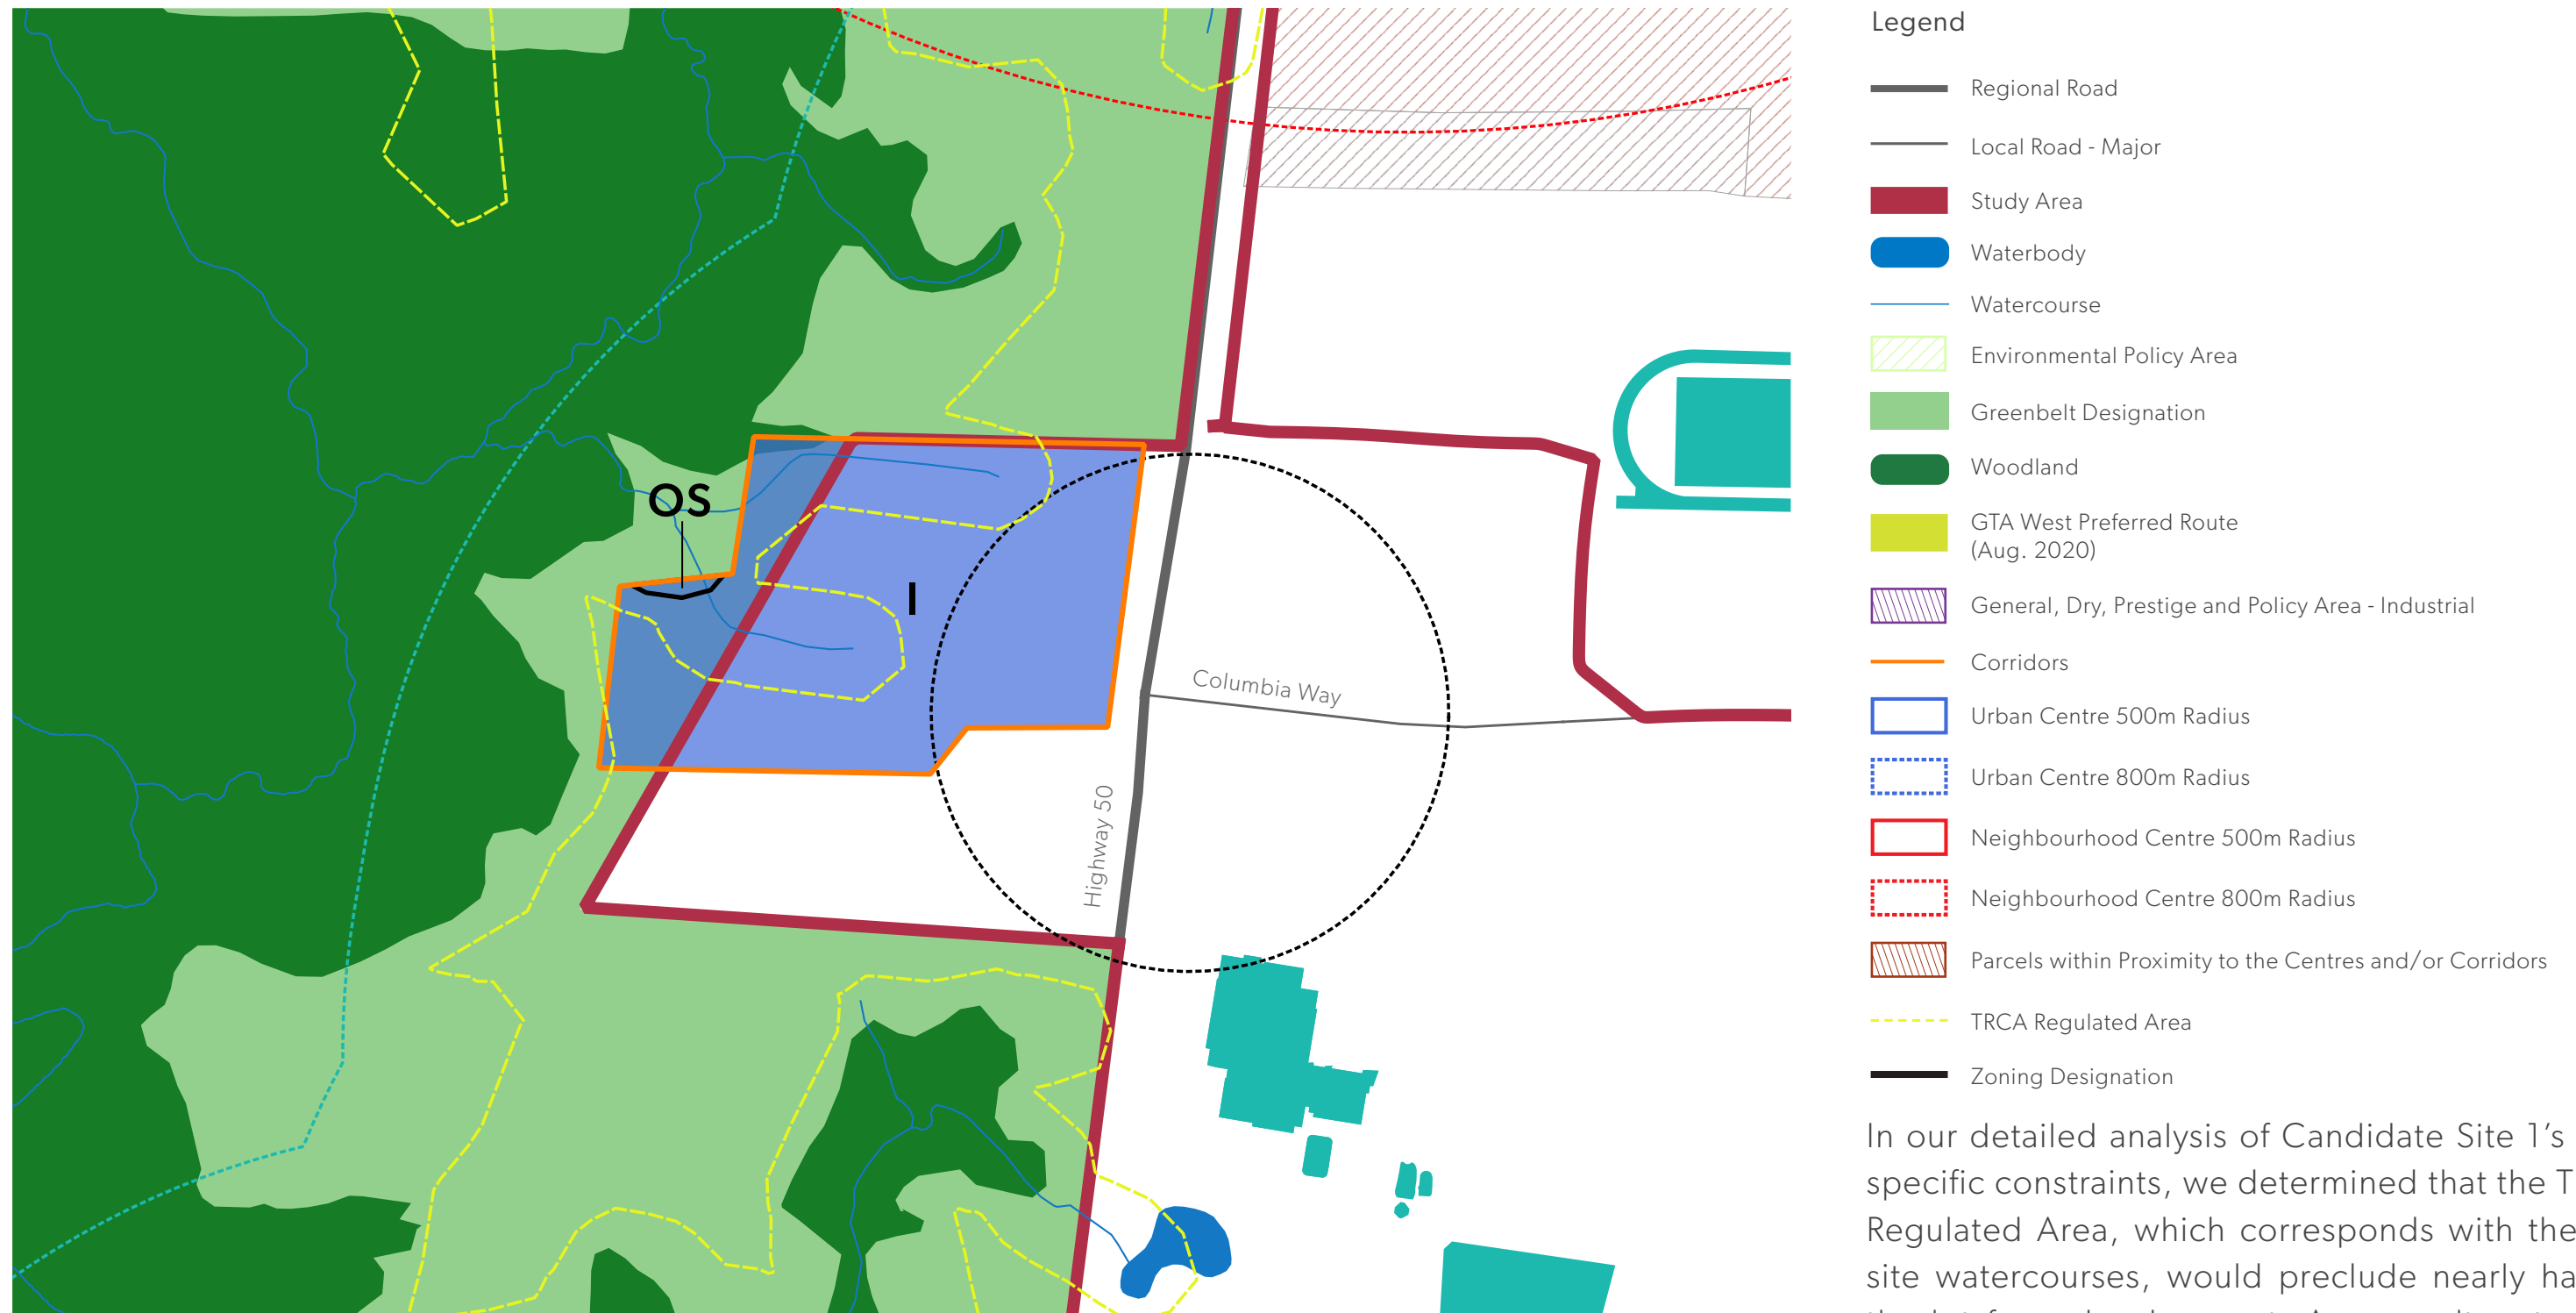 OS
I
Columbia Way
Highway 50
Legend
Regional Road
Local Road - Major
Study Area
Waterbody
Watercourse
Environmental Policy Area
Greenbelt Designation
Woodland
GTA West Preferred Route
(Aug. 2020)
General, Dry, Prestige and Policy Area - Industrial
Corridors
Urban Centre 500m Radius
Urban Centre 800m Radius
Neighbourhood Centre 500m Radius
Neighbourhood Centre 800m Radius
Parcels within Proximity to the Centres and/or Corridors
TRCA Regulated Area
Zoning Designation
In our detailed analysis of Candidate Site 1's
specific constraints, we determined that the T
Regulated Area, which corresponds with the
site watercourses, would preclude nearly ha